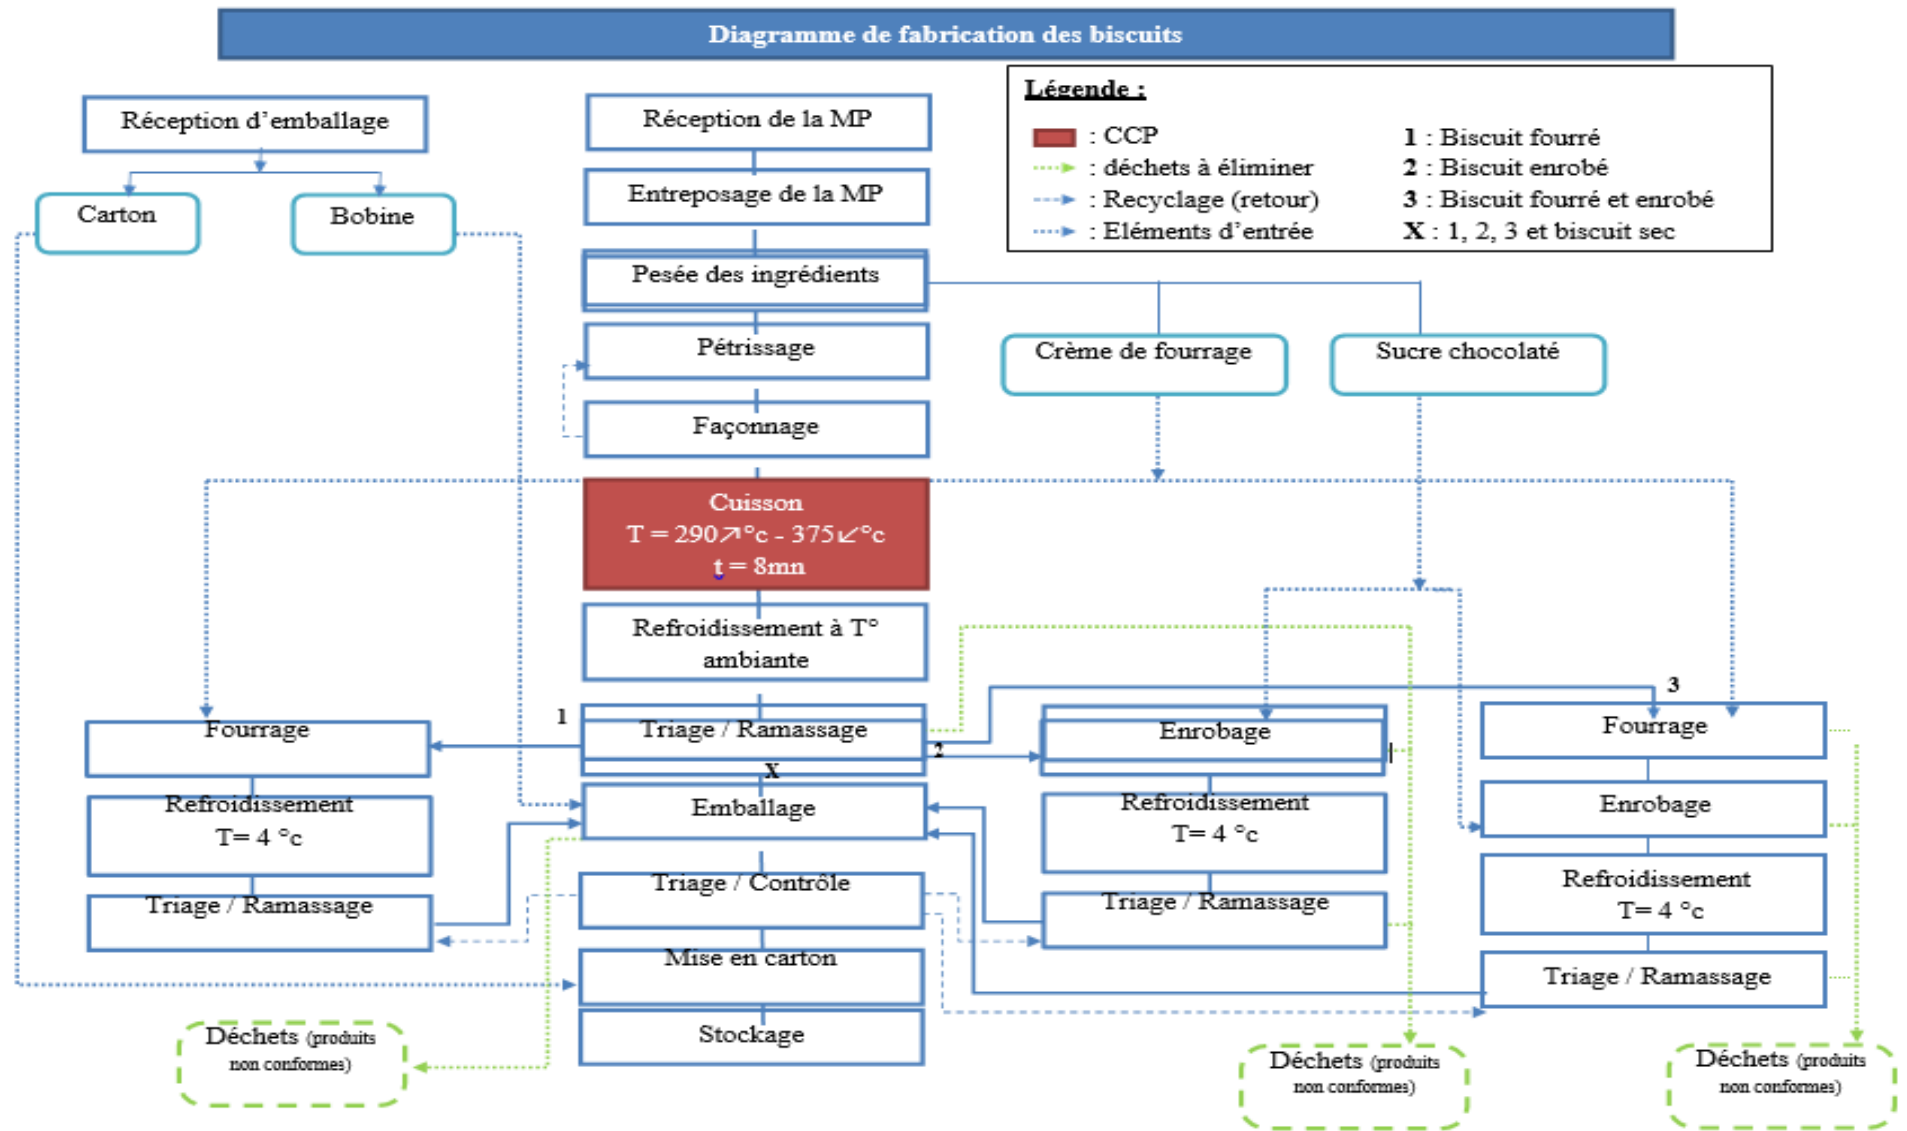 Diagramme de fabrication des biscuits
Légende :
: CCP
: déchets à éliminer
: Recyclage (retour)
: Eléments d'entrée
1 : Biscuit fourré
2 : Biscuit enrobé
3 : Biscuit fourré et enrobé
X : 1, 2, 3 et biscuit sec
Réception d'emballage
Carton
Bobine
Réception de la MP
Entreposage de la MP
Pesée des ingrédients
Pétrissage
Façonnage
Crème de fourrage
Sucre chocolaté
Cuisson
T = 290↗°c - 375↙°c
t = 8mn
Refroidissement à T°
ambiante
1
Triage / Ramassage
2
3
X
Emballage
Triage / Contrôle
Mise en carton
Stockage
Fourrage
Refroidissement
T= 4 °c
Triage / Ramassage
Déchets (produits
non conformes)
Enrobage
Refroidissement
T= 4 °c
Triage / Ramassage
Déchets (produits
non conformes)
Fourrage
Enrobage
Refroidissement
T= 4 °c
Triage / Ramassage
Déchets (produits
non conformes)